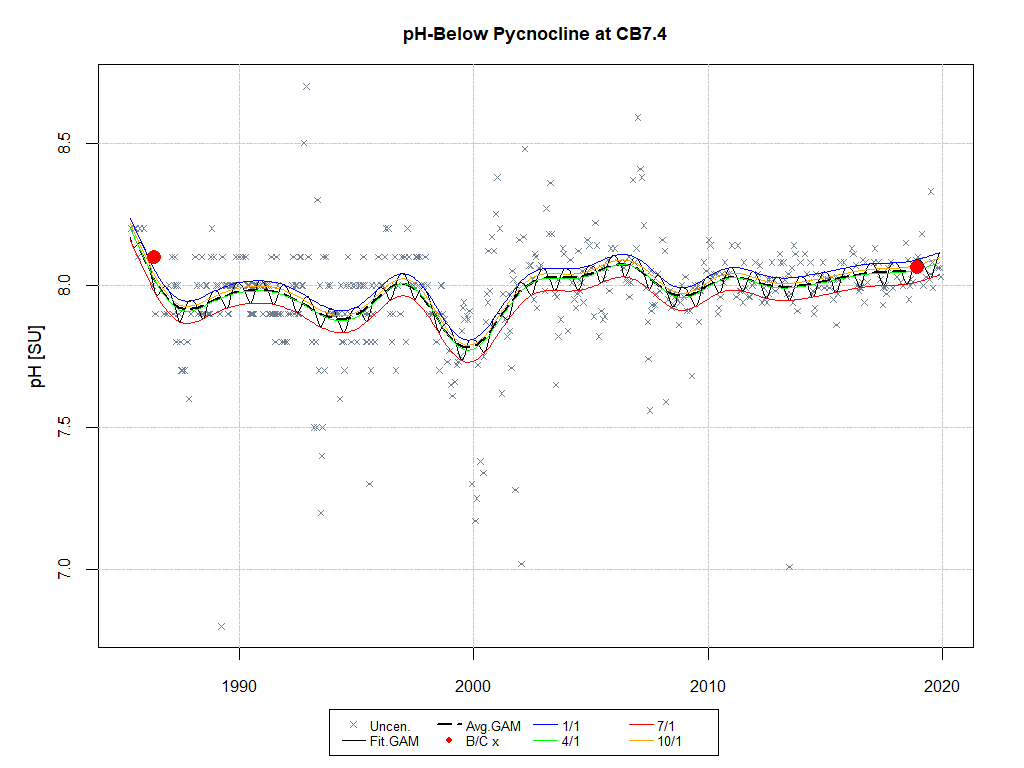 pH-Below Pycnocline at CB7.4
8.5
8.0
7.5
7.0
pH [SU]
1990 2000 2010 2020
Uncen. Avg.GAM 1/1 7/1
Fit.GAM B/C x 4/1 10/1